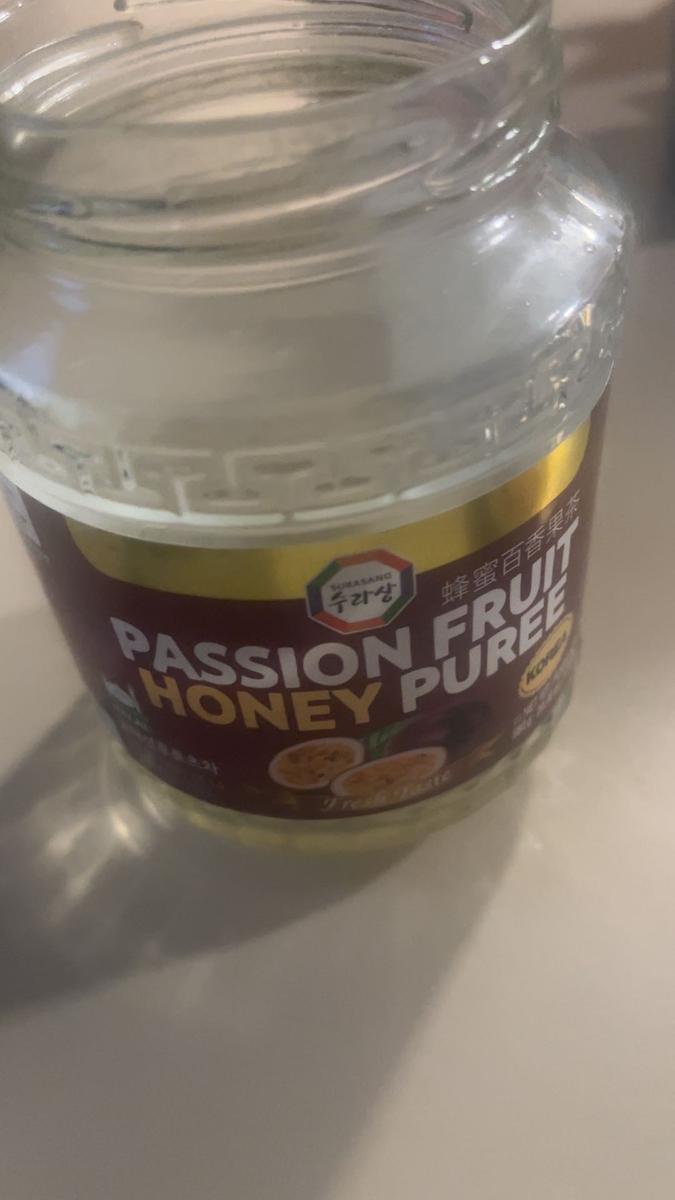 SURASANG
수라상
蜂蜜百香果茶
PASSION FRUIT
HONEY PUREE
KOREA
Fresh Taste